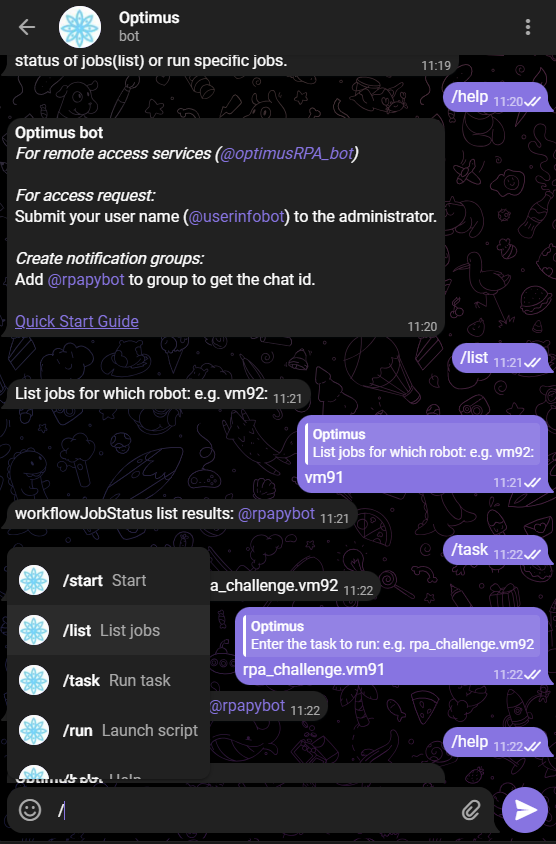 Optimus
bot
status of jobs(list) or run specific jobs.
11:19
/help 11:20
Optimus bot
For remote access services (@optimusRPA_bot)
For access request:
Submit your user name (@userinfobot) to the administrator.
Create notification groups:
Add @rpapybot to group to get the chat id.
Quick Start Guide
11:20
/list 11:21
List jobs for which robot: e.g. vm92: 11:21
Optimus
List jobs for which robot: e.g. vm92:
vm91 11:21
workflowJobStatus list results: @rpapybot 11:21
/task 11:22
a_challenge.vm92 11:22
Optimus
Enter the task to run: e.g. rpa_challenge.vm92
rpa_challenge.vm91 11:22
@rpapybot 11:22
/help 11:22
/start Start
/list List jobs
/task Run task
/run Launch script
/help Help
Optimus bot
/